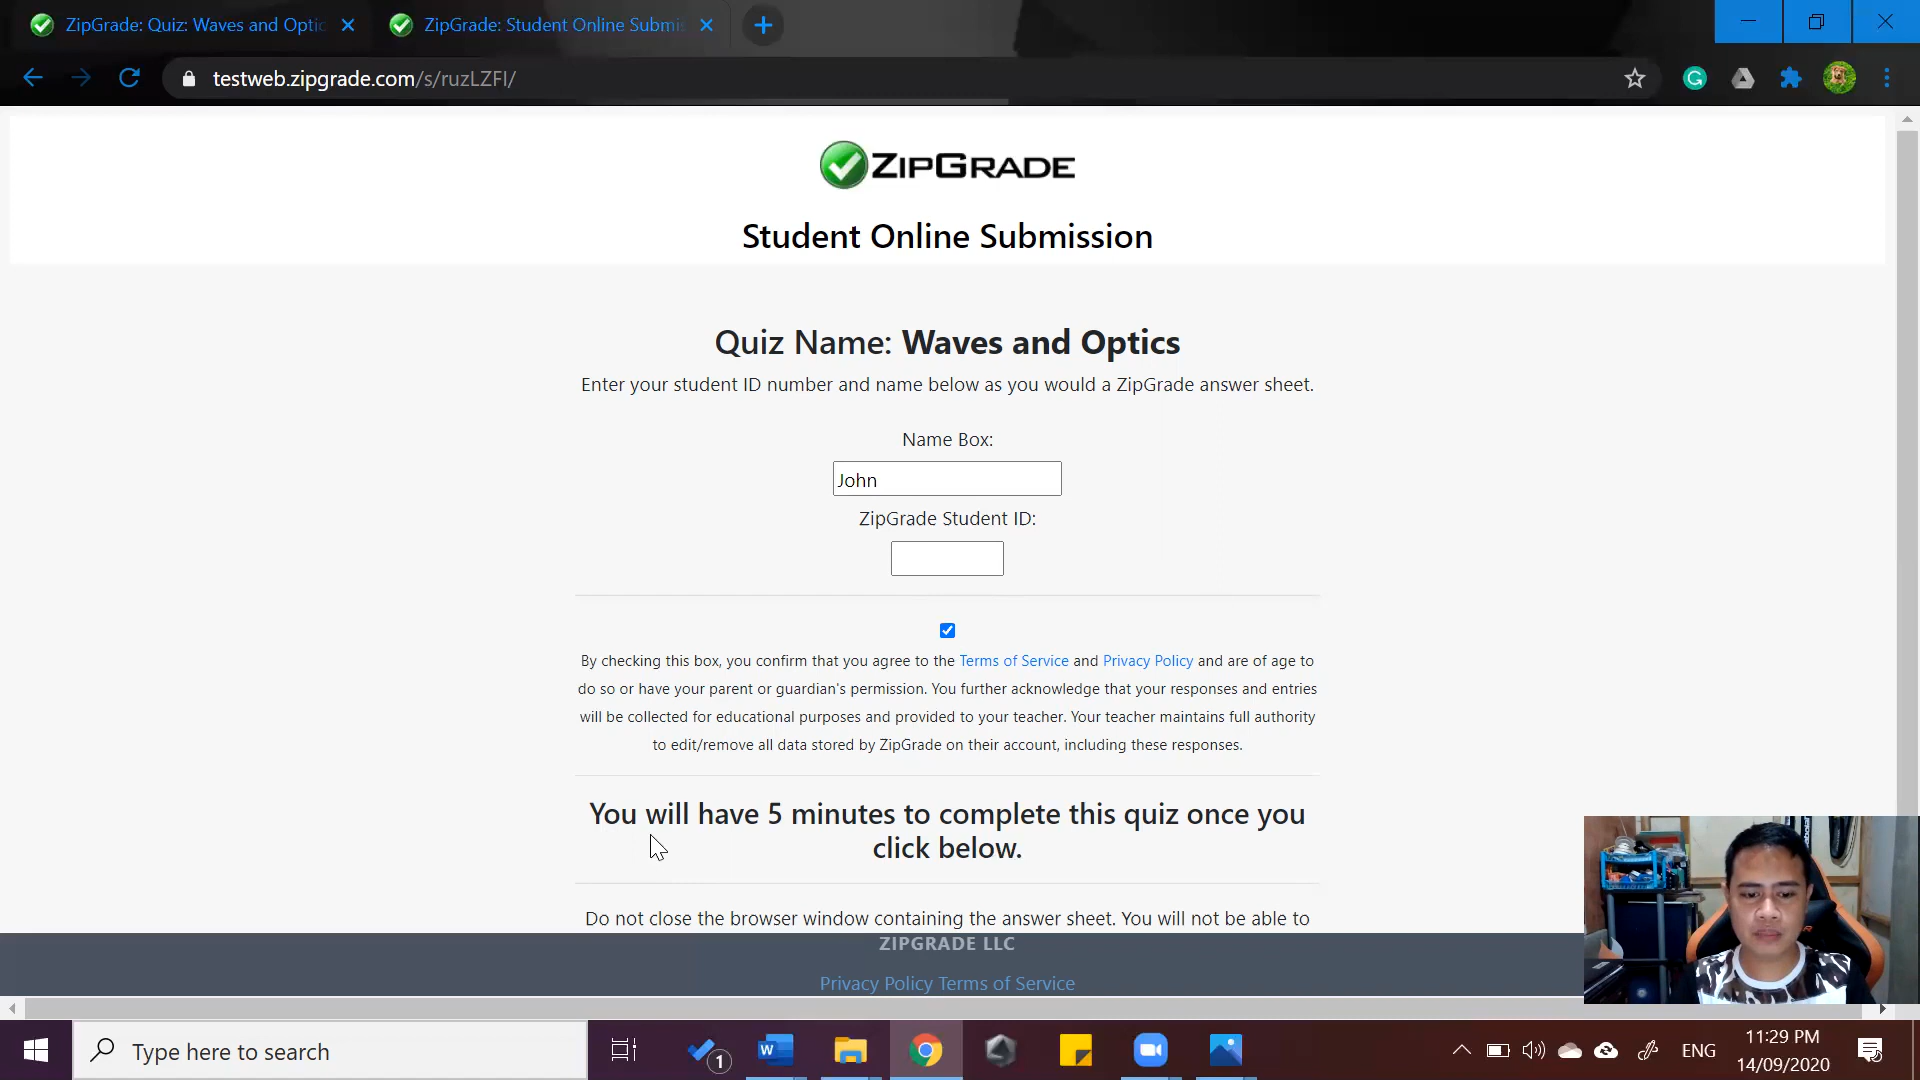 ZipGrade: Quiz: Waves and Optic
ZipGrade: Student Online Submi
testweb.zipgrade.com/s/ruzLZFI/
ZIPGRADE
Student Online Submission
Quiz Name: Waves and Optics
Enter your student ID number and name below as you would a ZipGrade answer sheet.
Name Box:
John
ZipGrade Student ID:
By checking this box, you confirm that you agree to the Terms of Service and Privacy Policy and are of age to
do so or have your parent or guardian's permission. You further acknowledge that your responses and entries
will be collected for educational purposes and provided to your teacher. Your teacher maintains full authority
to edit/remove all data stored by ZipGrade on their account, including these responses.
You will have 5 minutes to complete this quiz once you
click below.
Do not close the browser window containing the answer sheet. You will not be able to
ZIPGRADE LLC
Privacy Policy Terms of Service
Type here to search
1
W
ENG
11:29 PM
14/09/2020